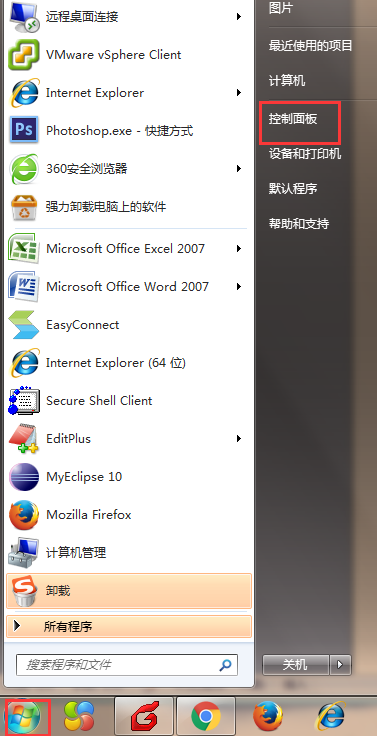 远程桌面连接
VMware vSphere Client
Internet Explorer
Photoshop.exe - 快捷方式
360安全浏览器
强力卸载电脑上的软件
Microsoft Office Excel 2007
Microsoft Office Word 2007
EasyConnect
Internet Explorer (64 位)
Secure Shell Client
EditPlus
MyEclipse 10
Mozilla Firefox
计算机管理
卸载
所有程序
搜索程序和文件
图片
最近使用的项目
计算机
控制面板
设备和打印机
默认程序
帮助和支持
关机